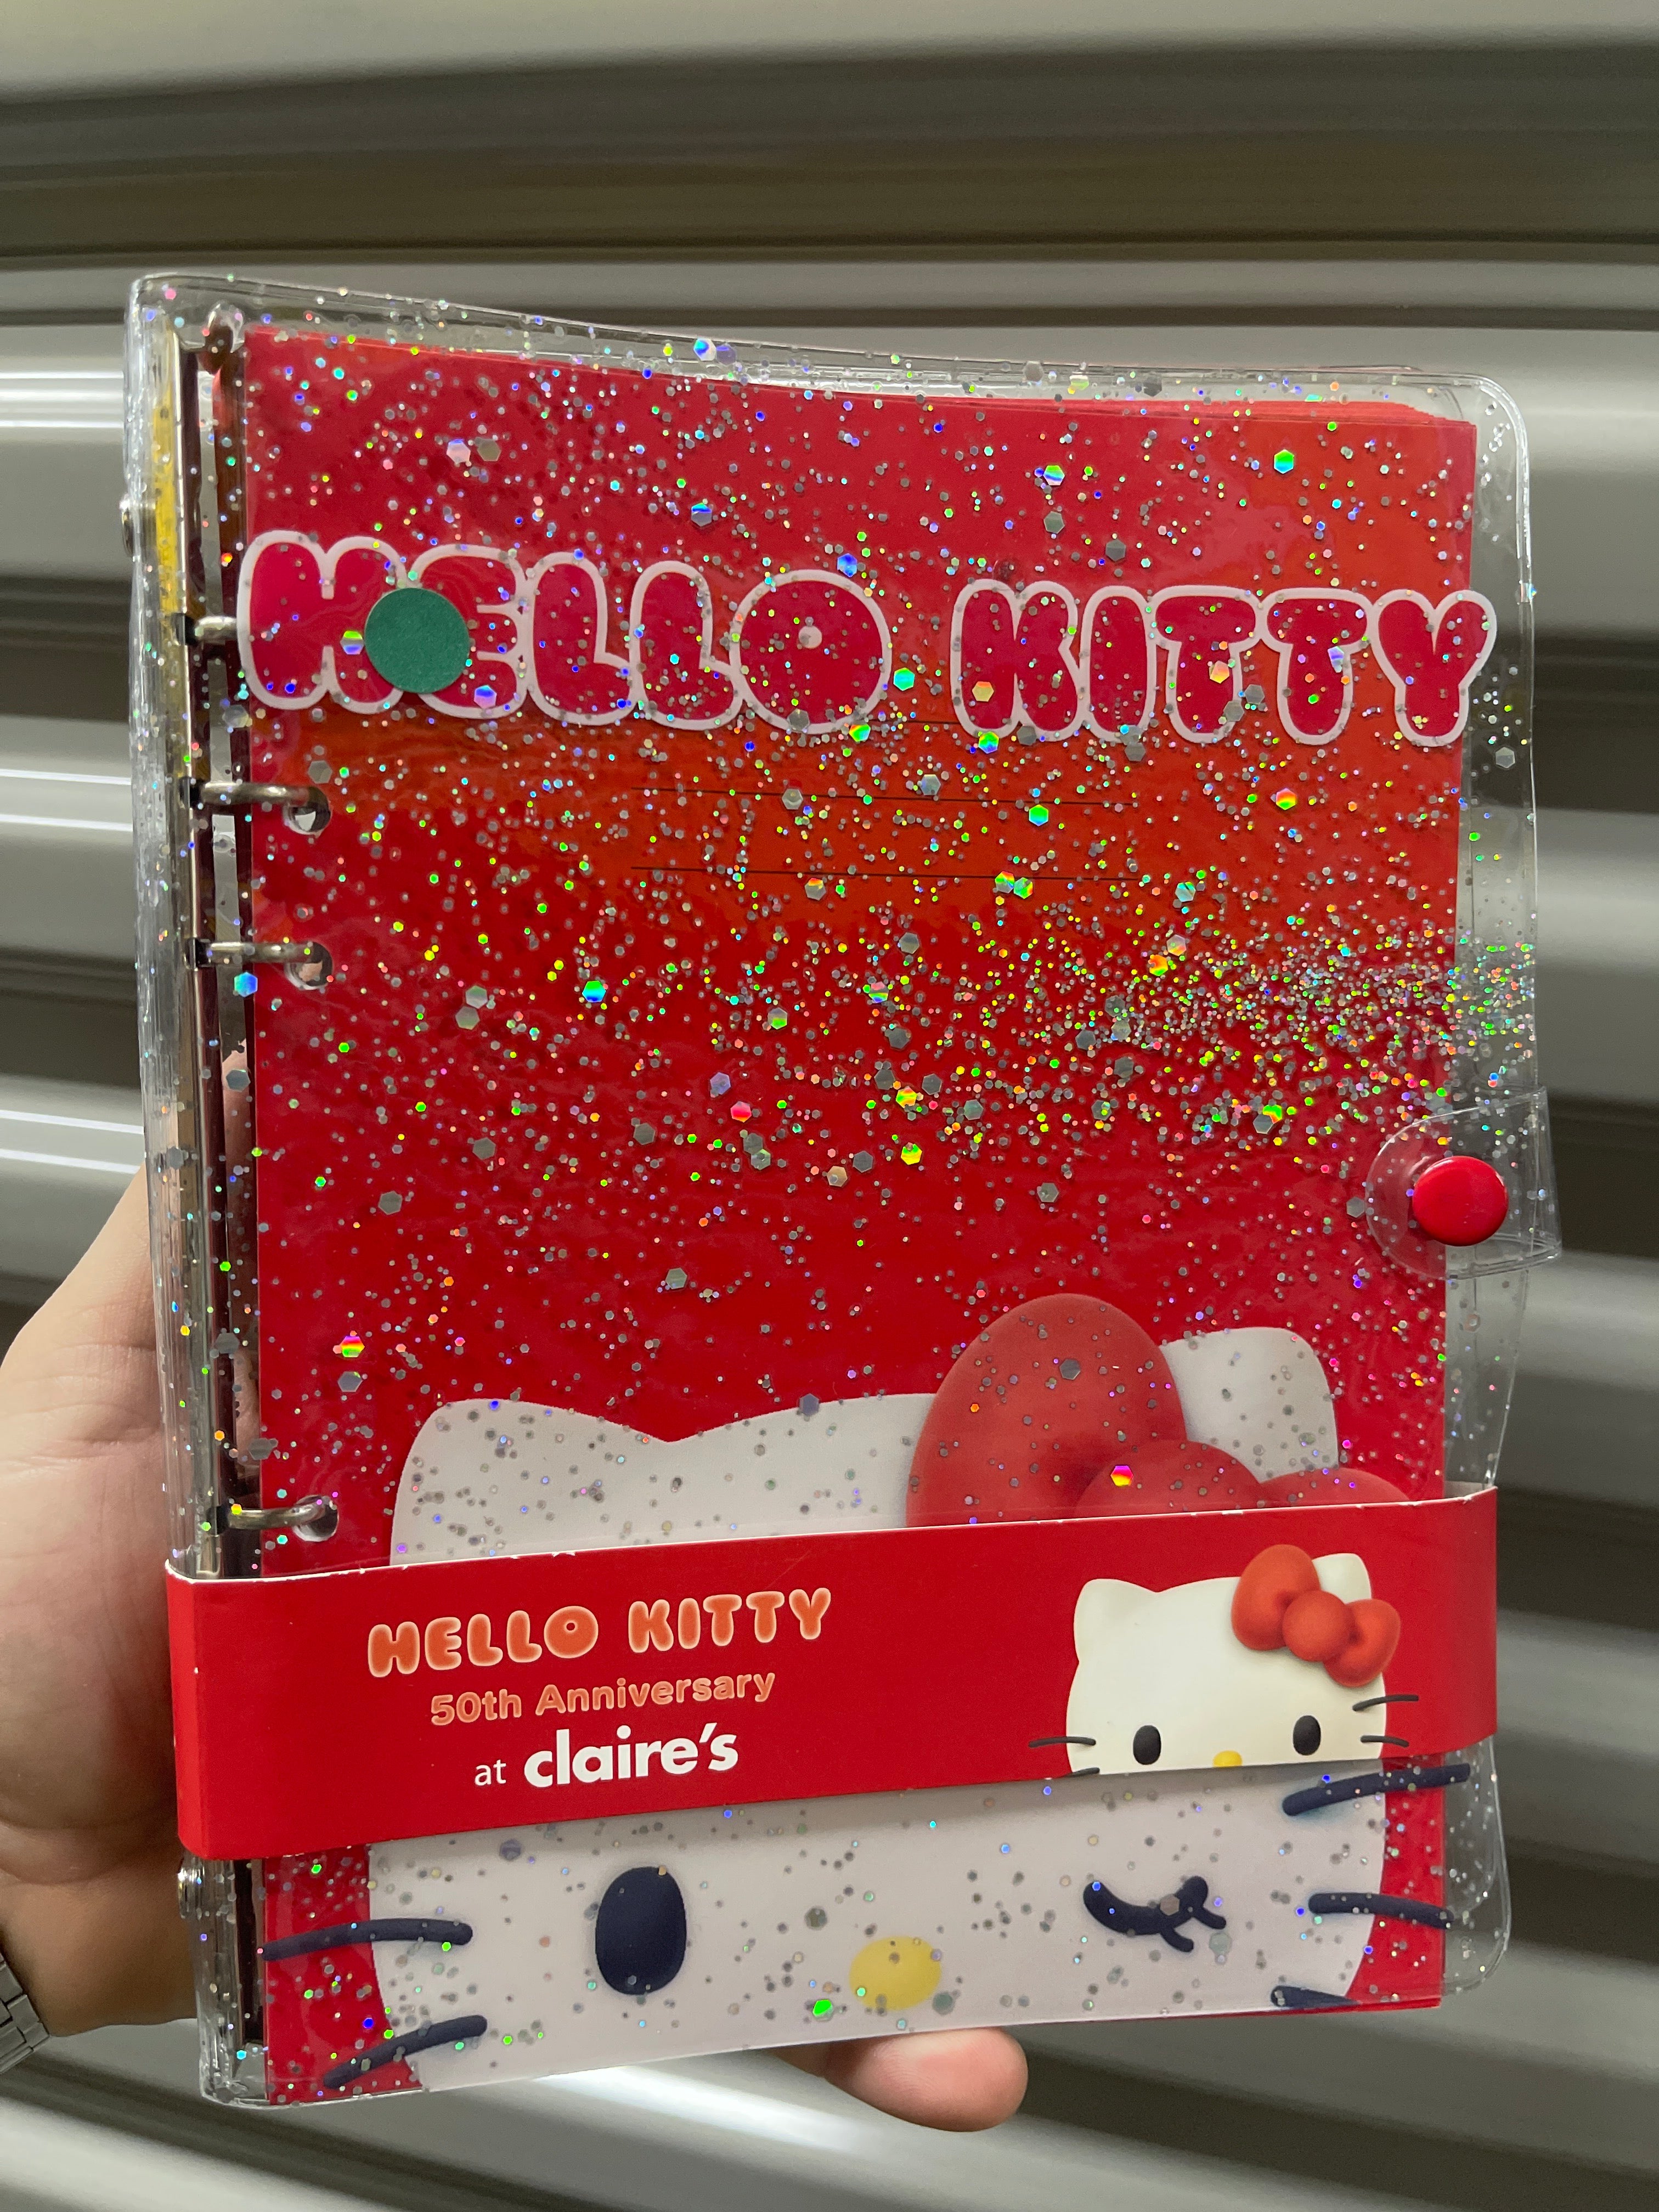 HELLO KITTY
HELLO KITTY
50th Anniversary
at claire's